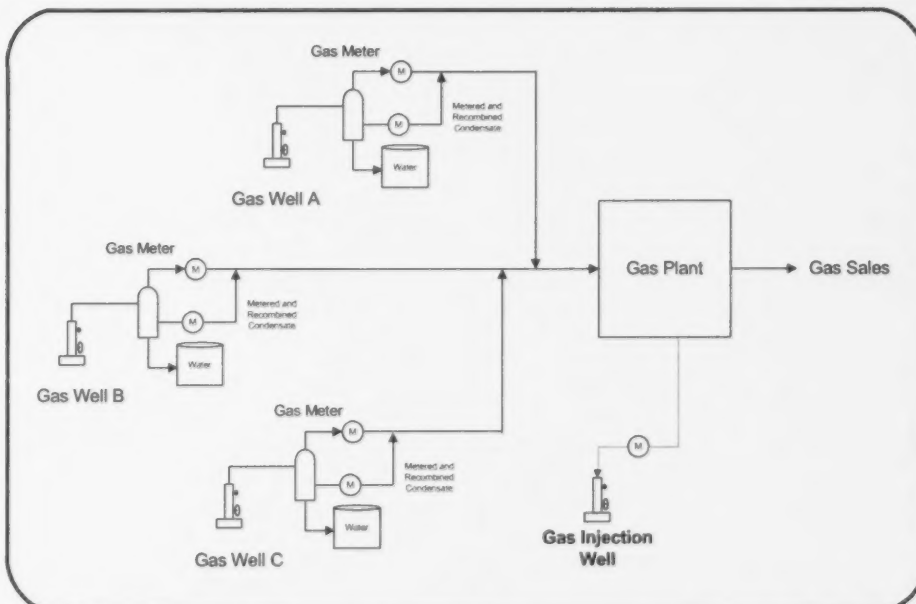 Gas Meter
M
M
Metered and
Recombined
Condensate
Water
Gas Well A
Gas Meter
M
M
Metered and
Recombined
Condensate
Water
Gas Well B
Gas Plant
Gas Sales
Gas Meter
M
M
Metered and
Recombined
Condensate
Water
Gas Well C
M
Gas Injection
Well